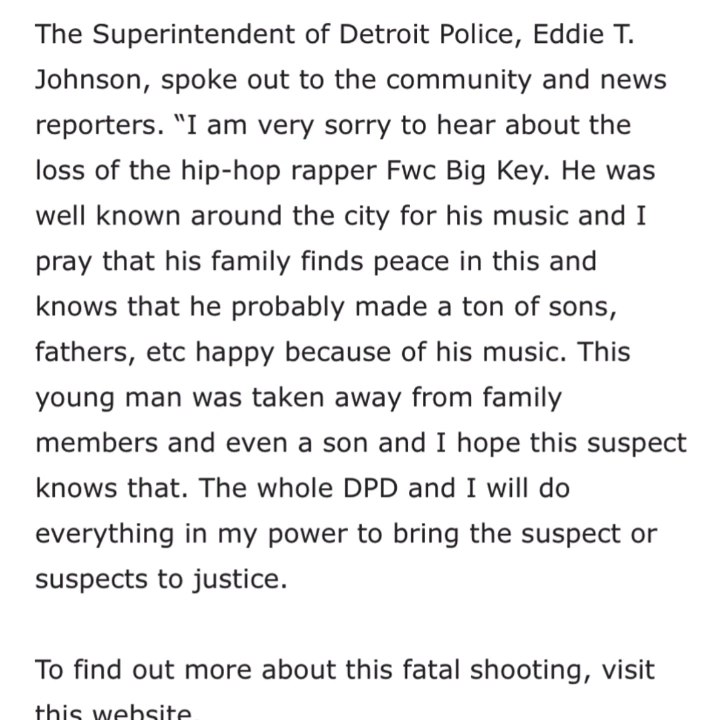 The Superintendent of Detroit Police, Eddie T.
Johnson, spoke out to the community and news
reporters. “I am very sorry to hear about the
loss of the hip-hop rapper Fwc Big Key. He was
well known around the city for his music and I
pray that his family finds peace in this and
knows that he probably made a ton of sons,
fathers, etc happy because of his music. This
young man was taken away from family
members and even a son and I hope this suspect
knows that. The whole DPD and I will do
everything in my power to bring the suspect or
suspects to justice.
To find out more about this fatal shooting, visit
this website.